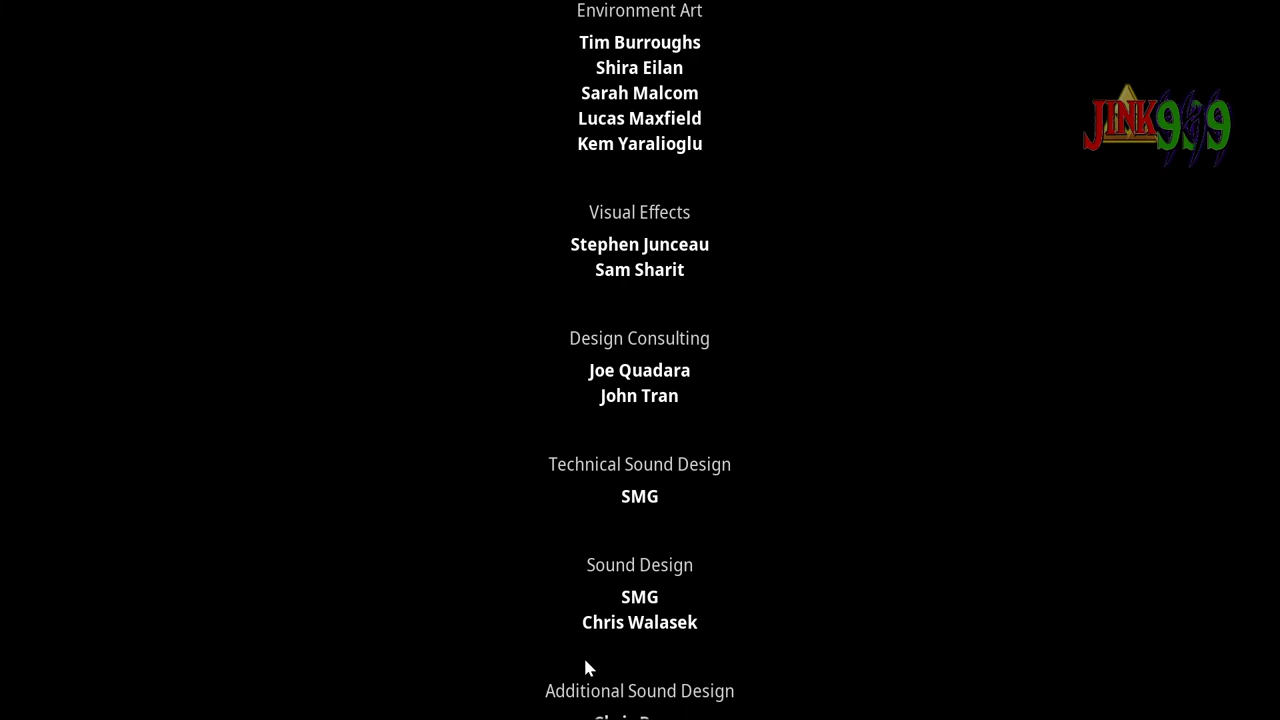 Environment Art
Tim Burroughs
Shira Eilan
Sarah Malcom
Lucas Maxfield
Kem Yaralioglu
JINK999
Visual Effects
Stephen Junceau
Sam Sharit
Design Consulting
Joe Quadara
John Tran
Technical Sound Design
SMG
Sound Design
SMG
Chris Walasek
Additional Sound Design